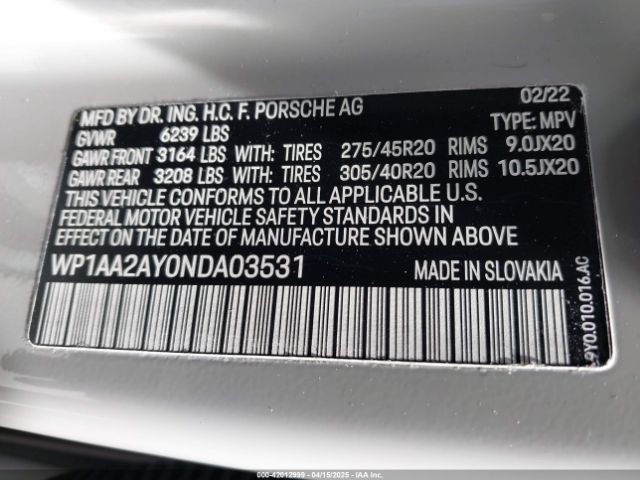 MFD BY DR. ING. H.C. F. PORSCHE AG 02/22
GVWR 6239 LBS TYPE: MPV
GAWR FRONT 3164 LBS WITH: TIRES 275/45R20 RIMS 9.0JX20
GAWR REAR 3208 LBS WITH: TIRES 305/40R20 RIMS 10.5JX20
THIS VEHICLE CONFORMS TO ALL APPLICABLE U.S.
FEDERAL MOTOR VEHICLE SAFETY STANDARDS IN
EFFECT ON THE DATE OF MANUFACTURE SHOWN ABOVE
WP1AA2AY0NDA03531 MADE IN SLOVAKIA
9Y0.010.016.AC
000-42012999 - 04/15/2025 - IAAI.COM